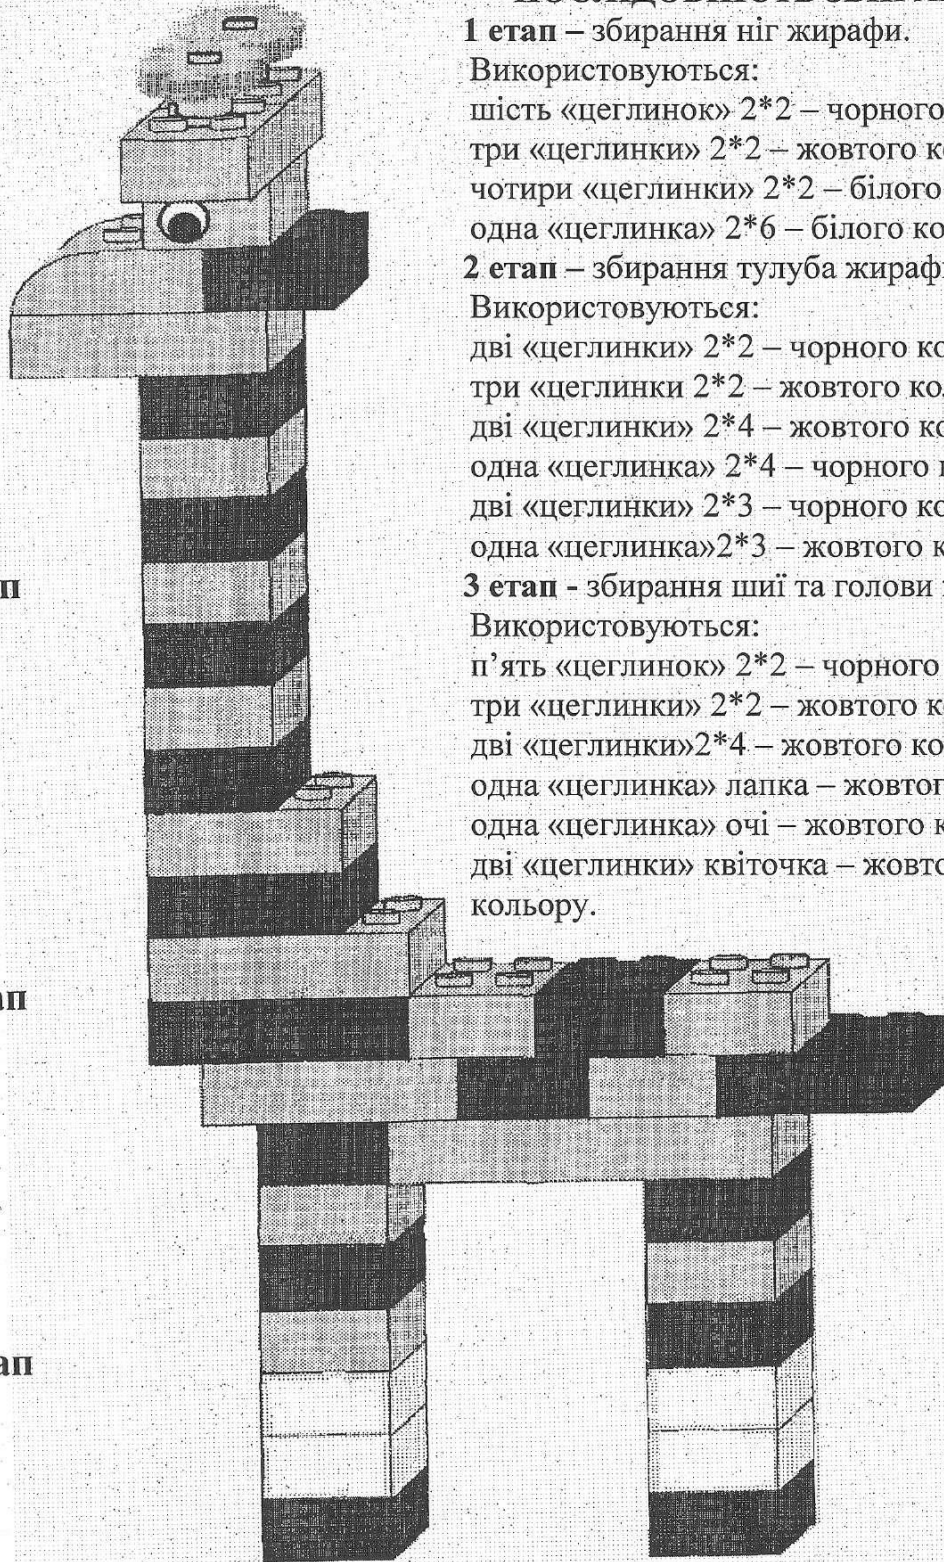 1 етап – збирання ніг жирафи.
Використовуються:
шість «цеглинок» 2*2 – чорного
три «цеглинки» 2*2 – жовтого
чотири «цеглинки» 2*2 – білого
одна «цеглинка» 2*6 – білого
2 етап – збирання тулуба
Використовуються:
дві «цеглинки» 2*2 – чорного
три «цеглинки 2*2 – жовтого
дві «цеглинки» 2*4 – жовтого
одна «цеглинка» 2*4 – чорного
дві «цеглинки» 2*3 – чорного
одна «цеглинка»2*3 – жовтого
3 етап - збирання шиї та голови
Використовуються:
п’ять «цеглинок» 2*2 – чорного
три «цеглинки» 2*2 – жовтого
дві «цеглинки»2*4 – жовтого
одна «цеглинка» лапка –
одна «цеглинка» очі – жовтого
дві «цеглинки» квіточка –
кольору.